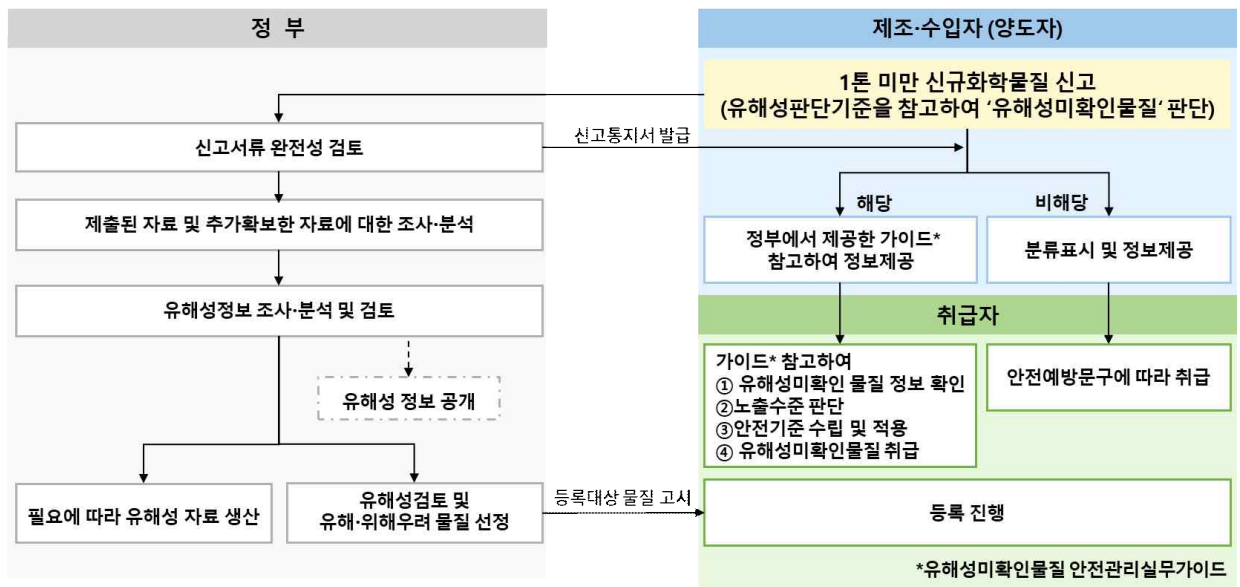 정 부
제조·수입자 (양도자)
1톤 미만 신규화학물질 신고
(유해성판단기준을 참고하여 ‘유해성미확인물질‘ 판단)
신고서류 완전성 검토
신고통지서 발급
제출된 자료 및 추가확보한 자료에 대한 조사·분석
해당
비해당
정부에서 제공한 가이드*
참고하여 정보제공
분류표시 및 정보제공
유해성정보 조사·분석 및 검토
취급자
유해성 정보 공개
가이드* 참고하여
① 유해성미확인 물질 정보 확인
②노출수준 판단
③안전기준 수립 및 적용
④ 유해성미확인물질 취급
안전예방문구에 따라 취급
필요에 따라 유해성 자료 생산
유해성검토 및
유해·위해우려 물질 선정
등록대상 물질 고시
등록 진행
*유해성미확인물질 안전관리실무가이드